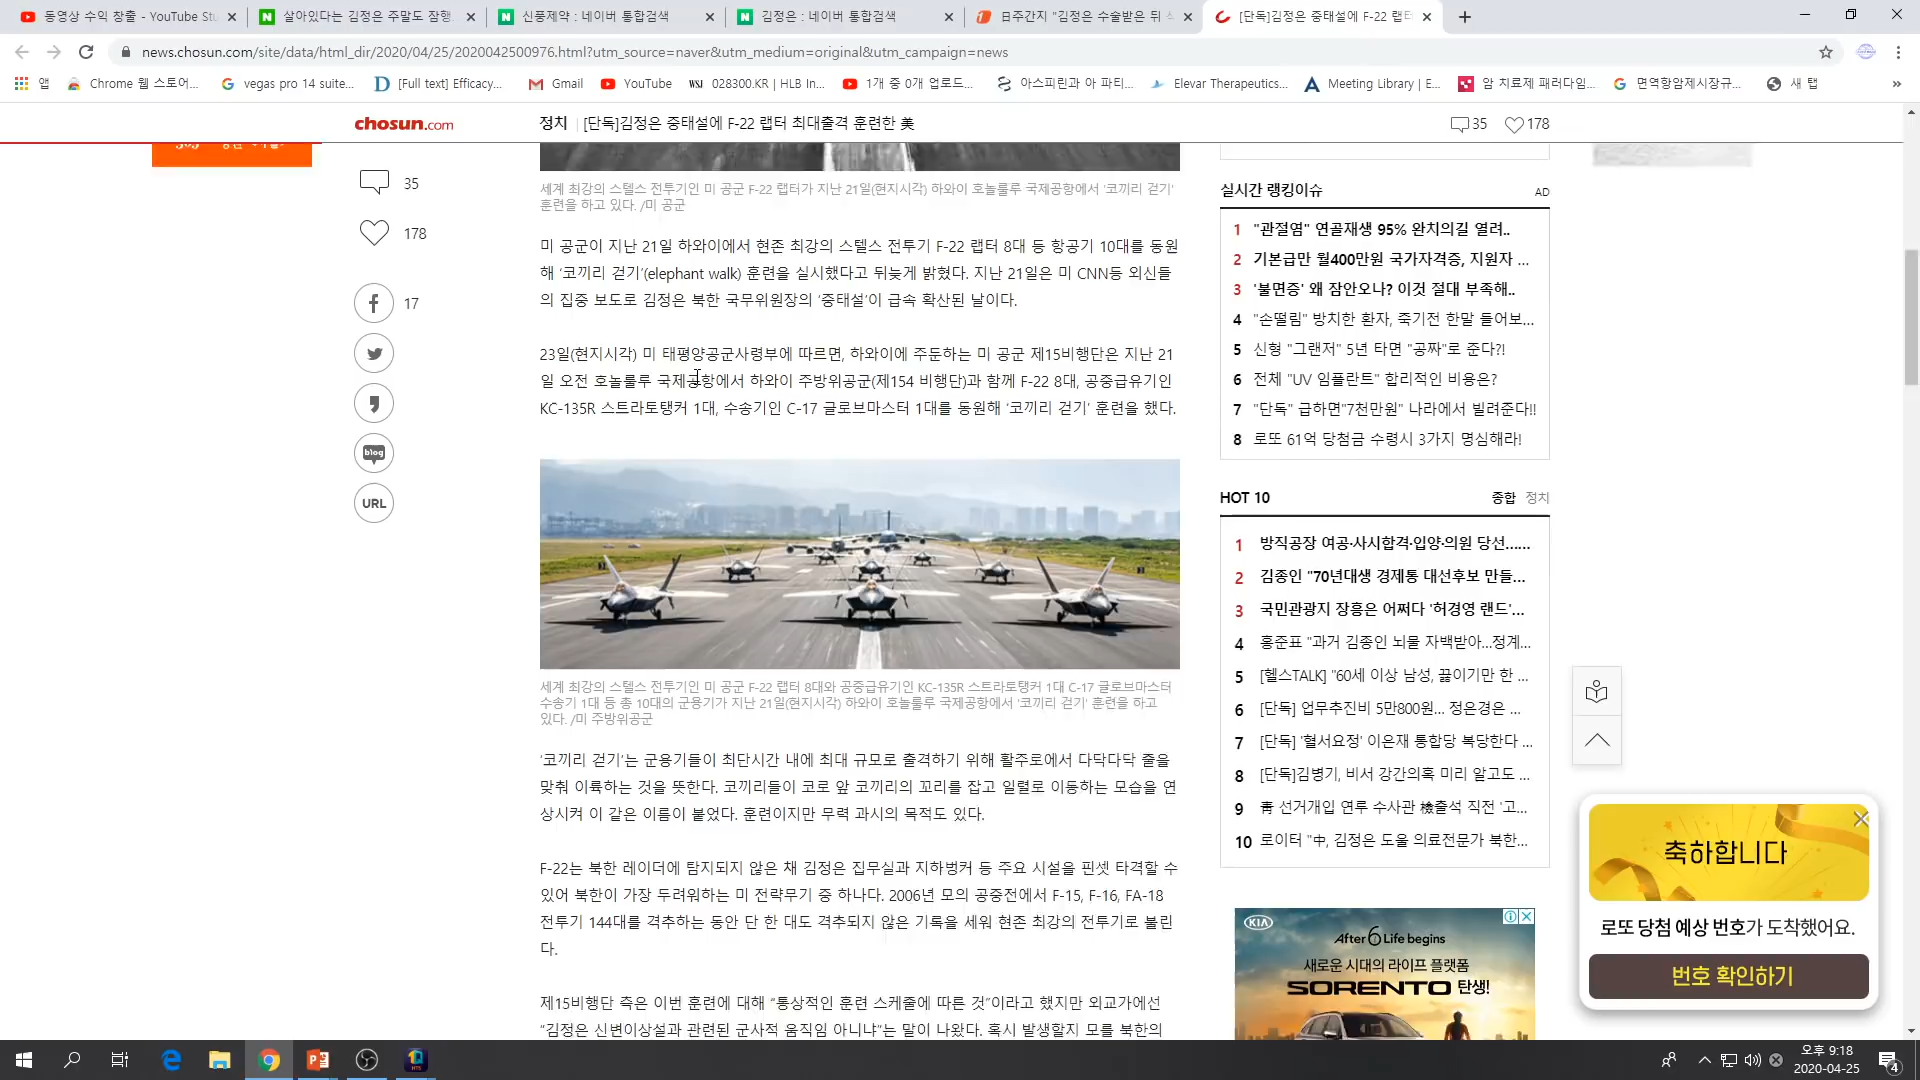 동영상 수익 창출 - YouTube Stu
살아있다는 김정은 주말도 잠행
신풍제약 : 네이버 통합검색
김정은 : 네이버 통합검색
日주간지 "김정은 수술받은 뒤
[단독]김정은 중태설에 F-22 랩터
news.chosun.com/site/data/html_dir/2020/04/25/2020042500976.html?utm_source=naver&utm_medium=original&utm_campaign=news
앱
Chrome 웹 스토어...
vegas pro 14 suite...
[Full text] Efficacy...
Gmail
YouTube
WSJ 028300.KR | HLB In...
1개 중 0개 업로드...
아스피린과 아 파티...
Elevar Therapeutics...
Meeting Library | E...
암 치료제 패러다임...
면역항암제시장규...
새 탭
chosun.com
정치 [단독]김정은 중태설에 F-22 랩터 최대출격 훈련한 美
35 178
35
178
17
blog
URL
세계 최강의 스텔스 전투기인 미 공군 F-22 랩터가 지난 21일(현지시각) 하와이 호놀룰루 국제공항에서 '코끼리 걷기'
훈련을 하고 있다. /미 공군
미 공군이 지난 21일 하와이에서 현존 최강의 스텔스 전투기 F-22 랩터 8대 등 항공기 10대를 동원
해 ‘코끼리 걷기’(elephant walk) 훈련을 실시했다고 뒤늦게 밝혔다. 지난 21일은 미 CNN등 외신들
의 집중 보도로 김정은 북한 국무위원장의 ‘중태설’이 급속 확산된 날이다.
23일(현지시각) 미 태평양공군사령부에 따르면, 하와이에 주둔하는 미 공군 제15비행단은 지난 21
일 오전 호놀룰루 국제공항에서 하와이 주방위공군(제154 비행단)과 함께 F-22 8대, 공중급유기인
KC-135R 스트라토탱커 1대, 수송기인 C-17 글로브마스터 1대를 동원해 ‘코끼리 걷기’ 훈련을 했다.
세계 최강의 스텔스 전투기인 미 공군 F-22 랩터 8대와 공중급유기인 KC-135R 스트라토탱커 1대 C-17 글로브마스터
수송기 1대 등 총 10대의 군용기가 지난 21일(현지시각) 하와이 호놀룰루 국제공항에서 '코끼리 걷기' 훈련을 하고
있다. /미 주방위공군
‘코끼리 걷기’는 군용기들이 최단시간 내에 최대 규모로 출격하기 위해 활주로에서 다닥다닥 줄을
맞춰 이륙하는 것을 뜻한다. 코끼리들이 코로 앞 코끼리의 꼬리를 잡고 일렬로 이동하는 모습을 연
상시켜 이 같은 이름이 붙었다. 훈련이지만 무력 과시의 목적도 있다.
F-22는 북한 레이더에 탐지되지 않은 채 김정은 집무실과 지하벙커 등 주요 시설을 핀셋 타격할 수
있어 북한이 가장 두려워하는 미 전략무기 중 하나다. 2006년 모의 공중전에서 F-15, F-16, FA-18
전투기 144대를 격추하는 동안 단 한 대도 격추되지 않은 기록을 세워 현존 최강의 전투기로 불린
다.
제15비행단 측은 이번 훈련에 대해 “통상적인 훈련 스케줄에 따른 것”이라고 했지만 외교가에선
“김정은 신변이상설과 관련된 군사적 움직임 아니냐”는 말이 나왔다. 혹시 발생할지 모를 북한의
실시간 랭킹이슈 AD
1 "관절염" 연골재생 95% 완치의길 열려..
2 기본급만 월400만원 국가자격증, 지원자 ...
3 '불면증' 왜 잠안오나? 이것 절대 부족해..
4 "손떨림" 방치한 환자, 죽기전 한말 들어보...
5 신형 "그랜저" 5년 타면 "공짜"로 준다?!
6 전체 "UV 임플란트" 합리적인 비용은?
7 "단독" 급하면"7천만원" 나라에서 빌려준다!!
8 로또 61억 당첨금 수령시 3가지 명심해라!
HOT 10 종합 정치
1 방직공장 여공·사시합격·입양·의원 당선......
2 김종인 "70년대생 경제통 대선후보 만들...
3 국민관광지 장흥은 어쩌다 '허경영 랜드'...
4 홍준표 "과거 김종인 뇌물 자백받아...정계...
5 [헬스TALK] "60세 이상 남성, 끓이기만 한 ...
6 [단독] 업무추진비 5만800원... 정은경은 ...
7 [단독] '혈서요정' 이은재 통합당 복당한다 ...
8 [단독]김병기, 비서 강간의혹 미리 알고도 ...
9 靑 선거개입 연루 수사관 檢출석 직전 '고...
10 로이터 "中, 김정은 도울 의료전문가 북한...
KIA
After 6 Life begins
새로운 시대의 라이프 플랫폼
SORENTO 탄생!
축하합니다
로또 당첨 예상 번호가 도착했어요.
번호 확인하기
오후 9:18
2020-04-25
4